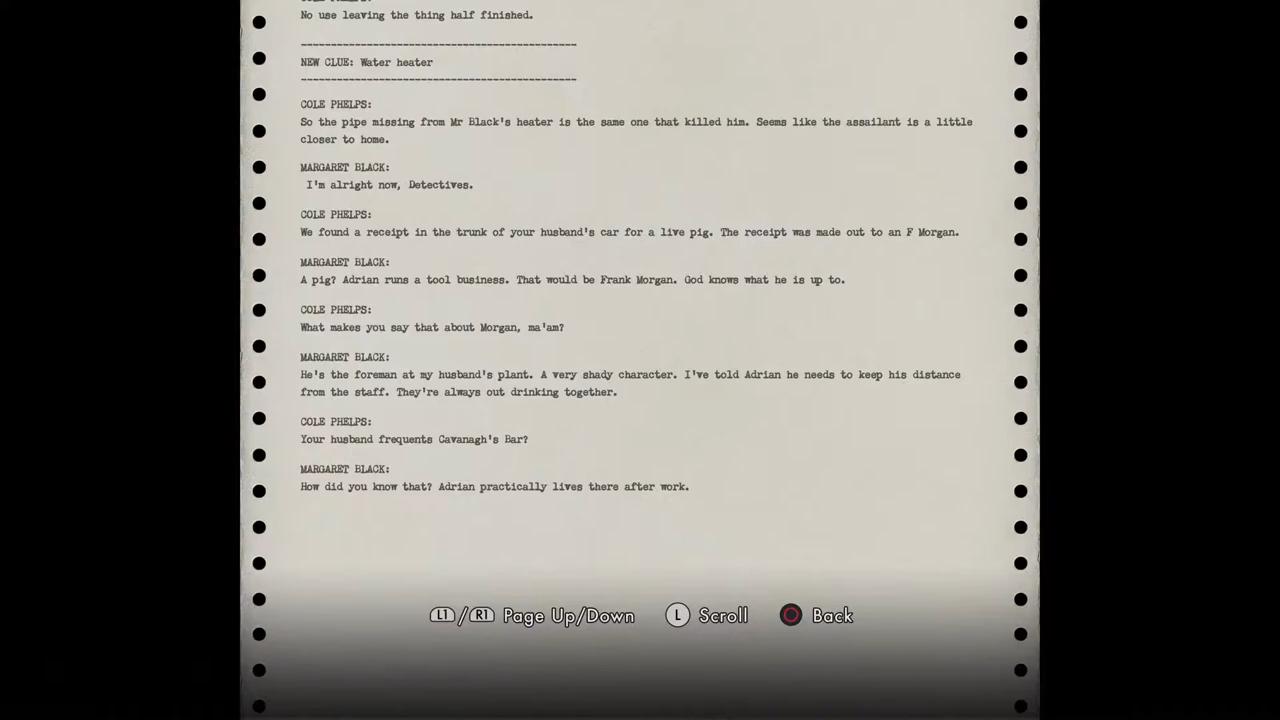 No use leaving the thing half finished.
----------------------------------------------
NEW CLUE: Water heater
----------------------------------------------
COLE PHELPS:
So the pipe missing from Mr Black's heater is the same one that killed him. Seems like the assailant is a little
closer to home.
MARGARET BLACK:
I'm alright now, Detectives.
COLE PHELPS:
We found a receipt in the trunk of your husband's car for a live pig. The receipt was made out to an F Morgan.
MARGARET BLACK:
A pig? Adrian runs a tool business. That would be Frank Morgan. God knows what he is up to.
COLE PHELPS:
What makes you say that about Morgan, ma'am?
MARGARET BLACK:
He's the foreman at my husband's plant. A very shady character. I've told Adrian he needs to keep his distance
from the staff. They're always out drinking together.
COLE PHELPS:
Your husband frequents Cavanagh's Bar?
MARGARET BLACK:
How did you know that? Adrian practically lives there after work.
L1/R1 Page Up/Down L Scroll Back